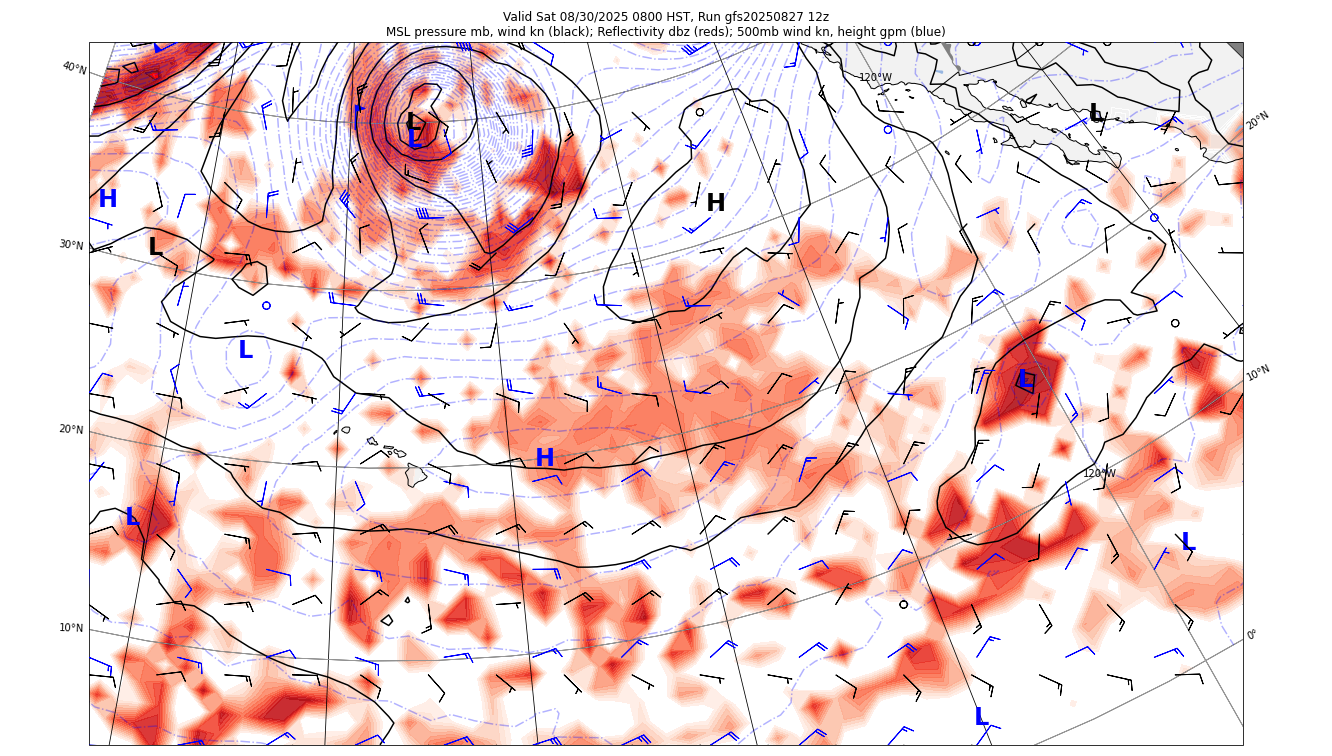 Valid Sat 08/30/2025 0800 HST, Run gfs20250827 12z
MSL pressure mb, wind kn (black); Reflectivity dbz (reds); 500mb wind kn, height gpm (blue)
40°N
120°W
L
20°N
L
L
H
H
L
30°N
L
L
10°N
20°N
H
120°W
L
L
10°N
0°
L